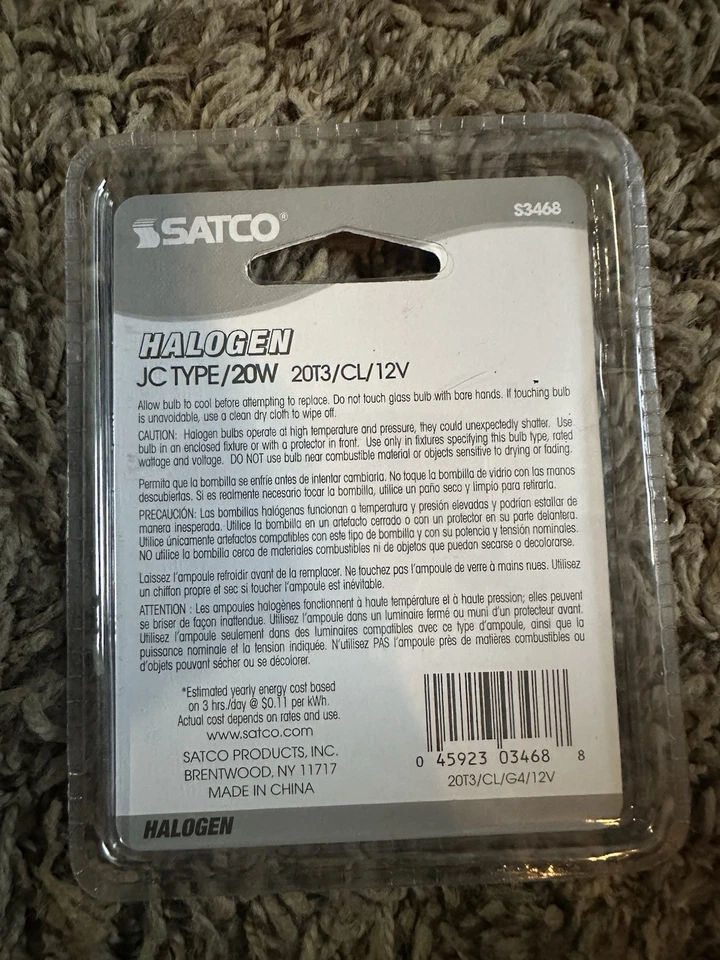 SATCO®
S3468
HALOGEN
JC TYPE/20W 20T3/CL/12V
Allow bulb to cool before attempting to replace. Do not touch glass bulb with bare hands. If touching bulb
is unavoidable, use a clean dry cloth to wipe off.
CAUTION: Halogen bulbs operate at high temperature and pressure, they could unexpectedly shatter. Use
bulb in an enclosed fixture or with a protector in front. Use only in fixtures specifying this bulb type, rated
wattage and voltage. DO NOT use bulb near combustible material or objects sensitive to drying or fading.
Permita que la bombilla se enfríe antes de intentar cambiarla. No toque la bombilla de vidrio con las manos
descubiertas. Si es realmente necesario tocar la bombilla, utilice un paño seco y limpio para retirarla.
PRECAUCIÓN: Las bombillas halógenas funcionan a temperatura y presión elevadas y podrían estallar de
manera inesperada. Utilice la bombilla en un artefacto cerrado o con un protector en su parte delantera.
Utilice únicamente artefactos compatibles con este tipo de bombilla y con su potencia y tensión nominales.
NO utilice la bombilla cerca de materiales combustibles ni de objetos que puedan secarse o decolorarse.
Laissez l'ampoule refroidir avant de la remplacer. Ne touchez pas l'ampoule de verre à mains nues. Utilisez
un chiffon propre et sec si toucher l'ampoule est inévitable.
ATTENTION : Les ampoules halogènes fonctionnent à haute température et à haute pression; elles peuvent
se briser de façon inattendue. Utilisez l'ampoule dans un luminaire fermé ou muni d'un protecteur avant.
Utilisez l'ampoule seulement dans des luminaires compatibles avec ce type d'ampoule, ainsi que la
puissance nominale et la tension indiquée. N'utilisez PAS l'ampoule près de matières combustibles ou
d'objets pouvant sécher ou se décolorer.
*Estimated yearly energy cost based
on 3 hrs./day @ $0.11 per kWh.
Actual cost depends on rates and use.
www.satco.com
SATCO PRODUCTS, INC.
BRENTWOOD, NY 11717
MADE IN CHINA
0 45923 03468 8
20T3/CL/G4/12V
HALOGEN